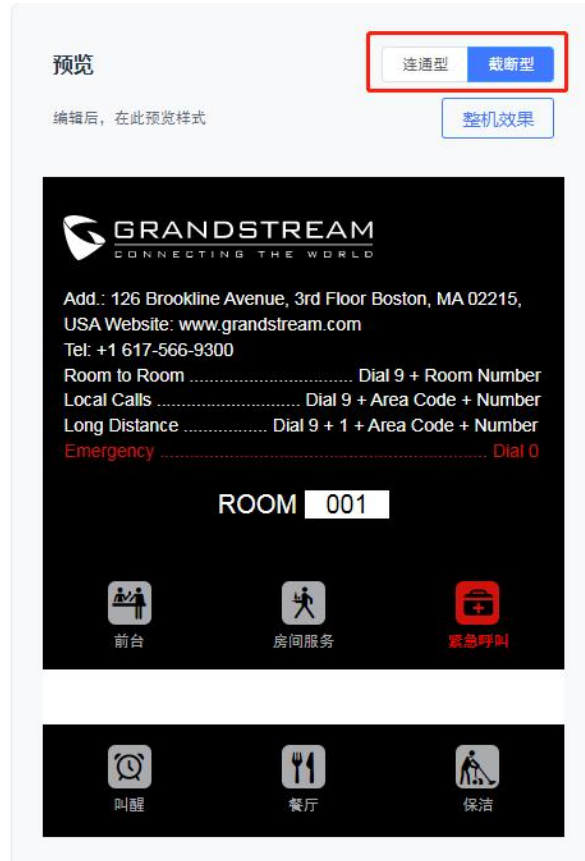 预览
连通型 截断型
编辑后，在此预览样式
整机效果
GRANDSTREAM
CONNECTING THE WORLD
Add.: 126 Brookline Avenue, 3rd Floor Boston, MA 02215,
USA Website: www.grandstream.com
Tel: +1 617-566-9300
Room to Room ................................. Dial 9 + Room Number
Local Calls ............................. Dial 9 + Area Code + Number
Long Distance ................. Dial 9 + 1 + Area Code + Number
Emergency .................................................................. Dial 0
ROOM 001
前台 房间服务 紧急呼叫
叫醒 餐厅 保洁